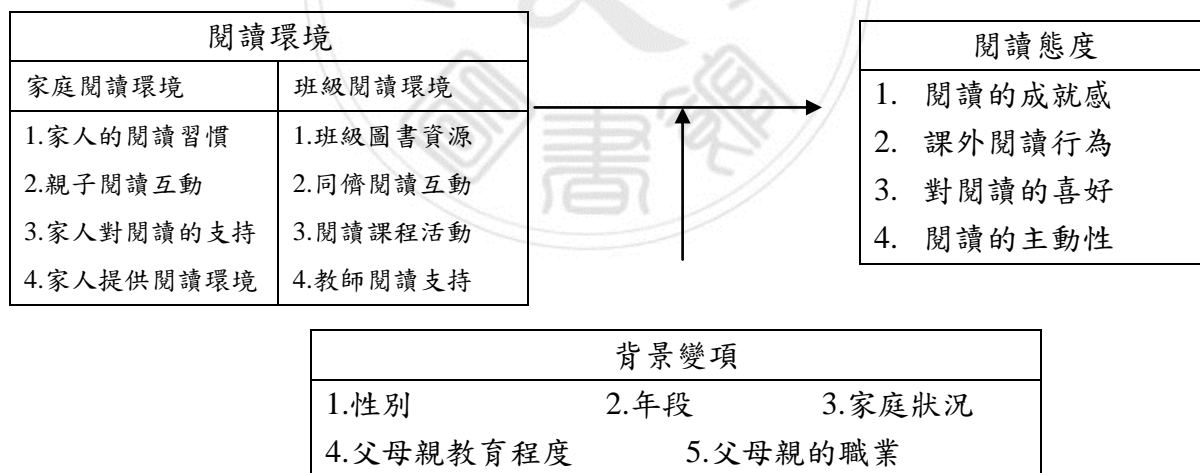 閱讀環境
家庭閱讀環境 班級閱讀環境
1.家人的閱讀習慣 1.班級圖書資源
2.親子閱讀互動 2.同儕閱讀互動
3.家人對閱讀的支持 3.閱讀課程活動
4.家人提供閱讀環境 4.教師閱讀支持
閱讀態度
1. 閱讀的成就感
2. 課外閱讀行為
3. 對閱讀的喜好
4. 閱讀的主動性
背景變項
1.性別 2.年段 3.家庭狀況
4.父母親教育程度 5.父母親的職業